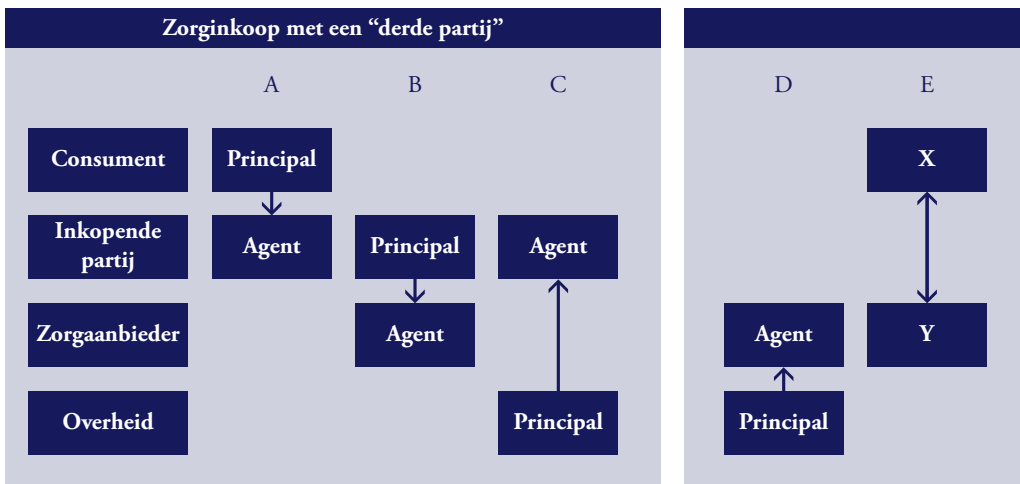 Zorginkoop met een “derde partij”
A B C D E
Consument Principal X
Inkopende
partij Agent Principal Agent
Zorgaanbieder Agent Agent Y
Overheid Principal Principal